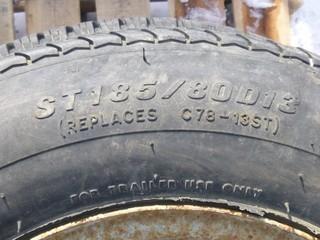 ST185/80D13
(REPLACES C78-13ST)
FOR TRAILER USE ONLY